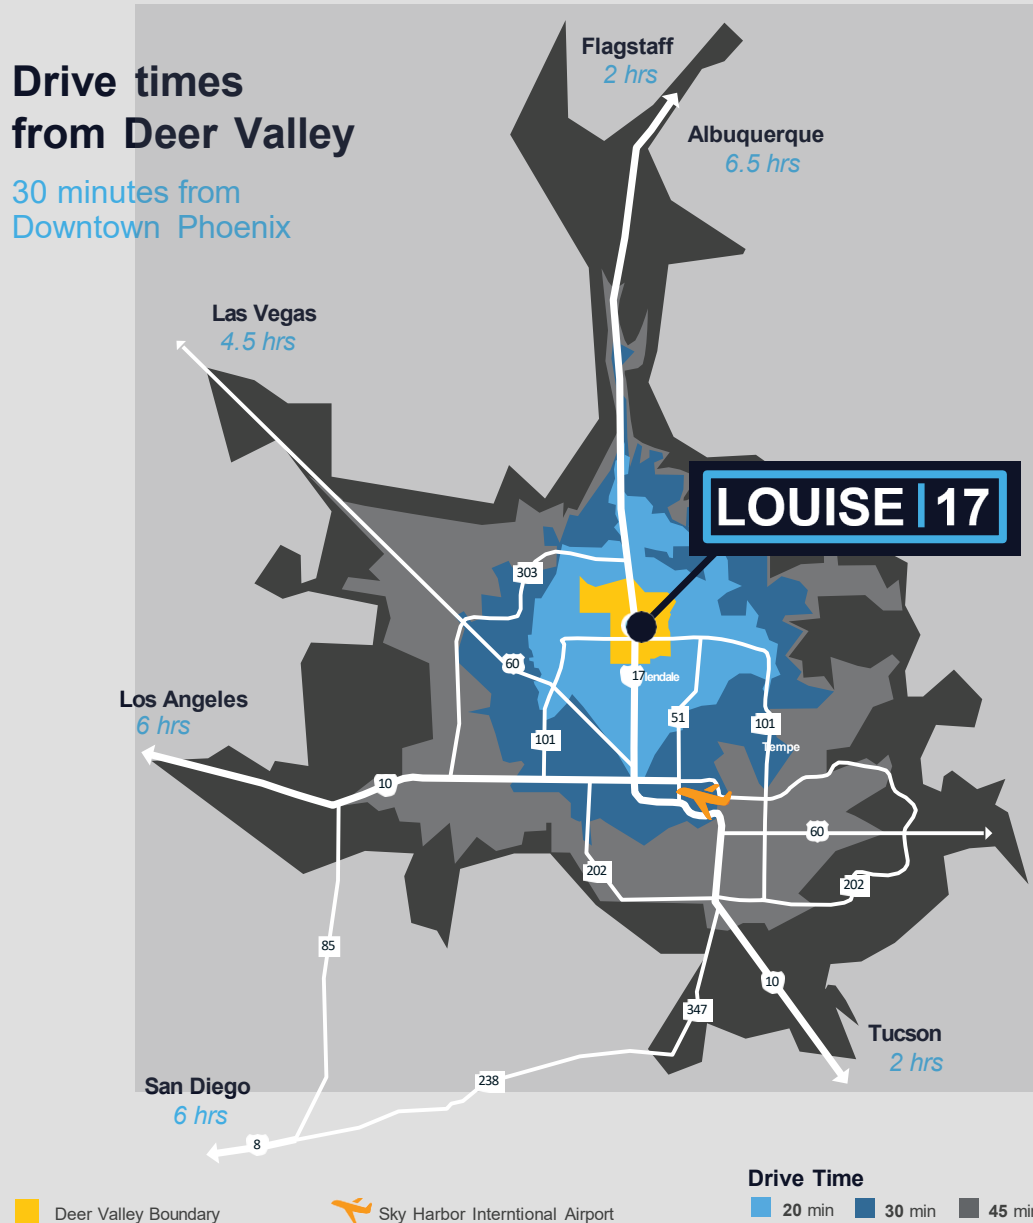 Drive times
from Deer Valley
30 minutes from
Downtown Phoenix
Flagstaff
2 hrs
Albuquerque
6.5 hrs
Las Vegas
4.5 hrs
LOUISE | 17
303
60
17
lendale
51
101
101
Tempe
Los Angeles
6 hrs
10
60
202
202
85
10
347
Tucson
2 hrs
238
San Diego
6 hrs
8
Drive Time
Deer Valley Boundary
Sky Harbor Interntional Airport
20 min
30 min
45 min